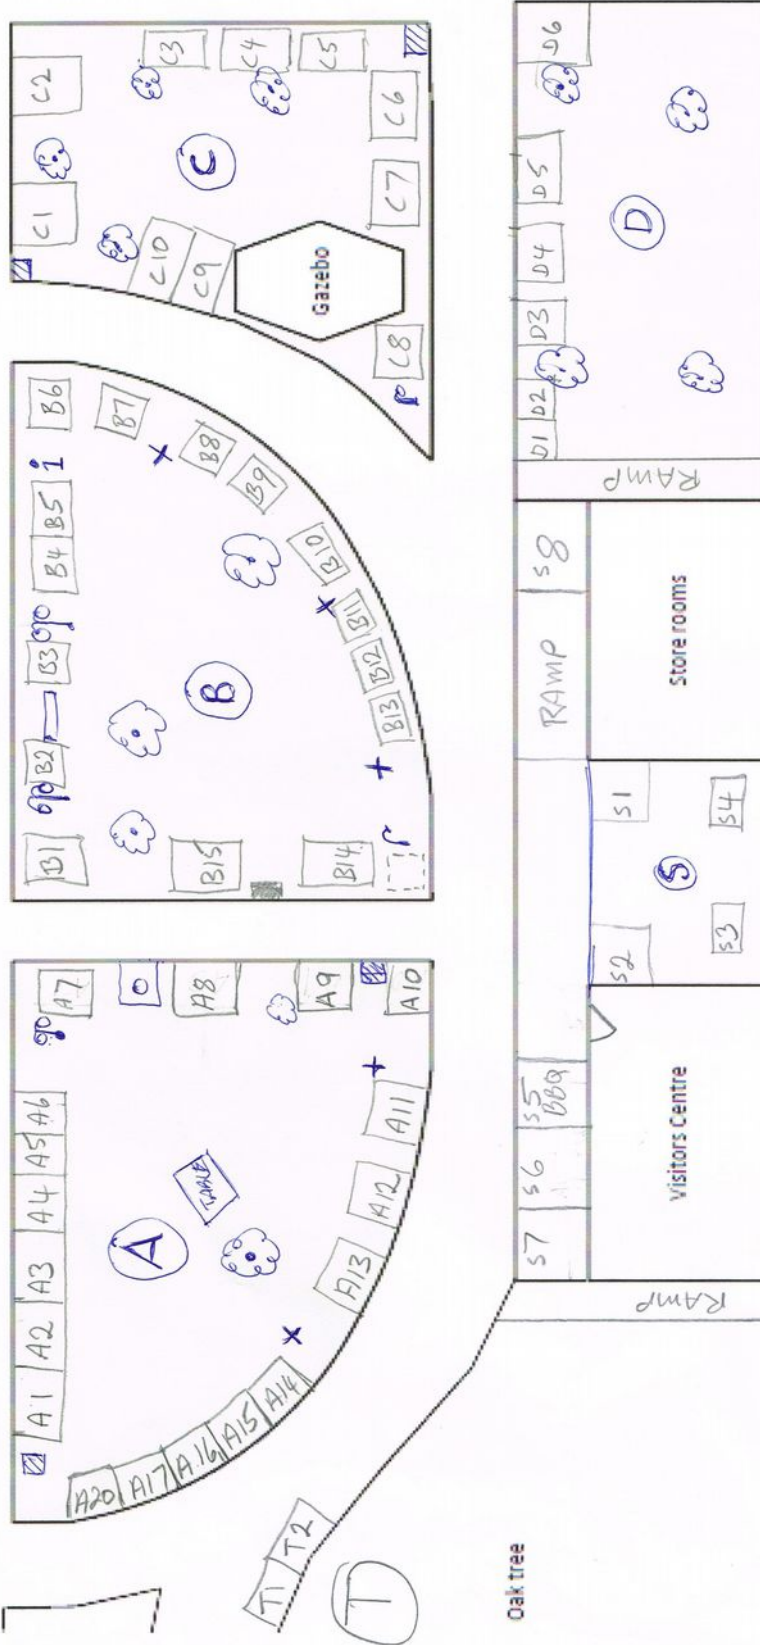 A
A1
A2
A3
A4
A5
A6
A7
A8
A9
A10
A11
A12
A13
A14
A15
A16
A17
A20
TABLE
B
B1
B2
B3
B4
B5
B6
B7
B8
B9
B10
B11
B12
B13
B14
B15
i
C
C1
C2
C3
C4
C5
C6
C7
C8
C9
C10
Gazebo
T
T1
T2
Oak tree
RAMP
S7
S6
S5
BBQ
Visitors Centre
S
S1
S2
S3
S4
RAMP
S8
Store rooms
RAMP
D
D1
D2
D3
D4
D5
D6